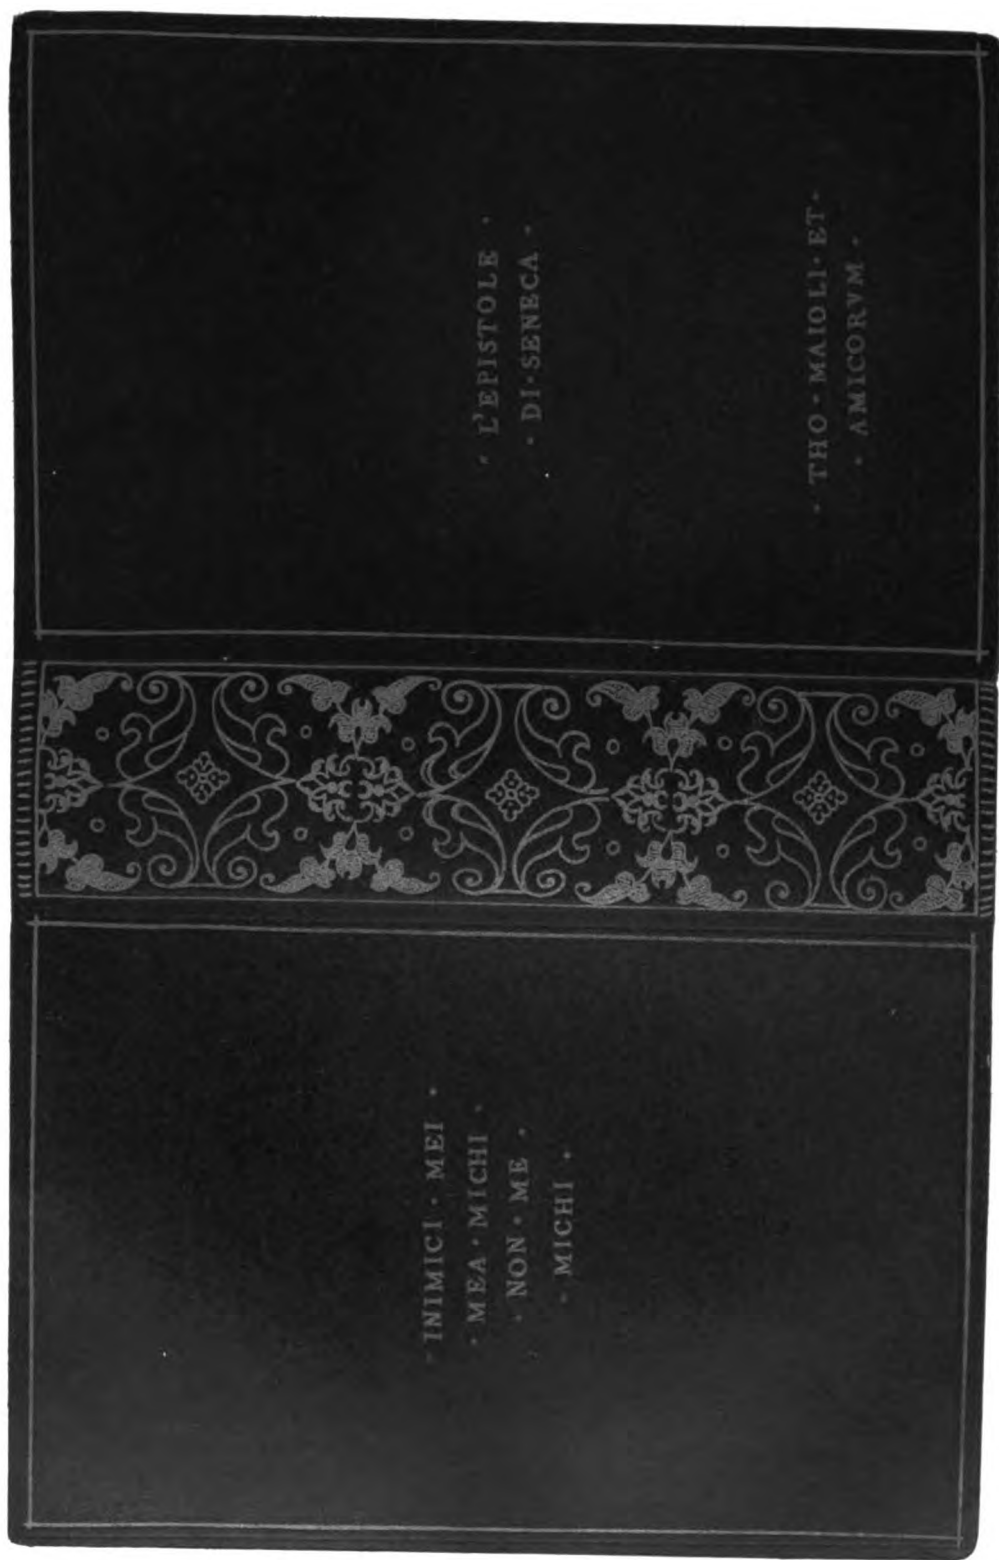 · L'EPISTOLE ·
· DI · SENECA ·
· THO · MAIOLI · ET ·
· AMICORVM ·
· INIMICI · MEI ·
· MEA · MICHI ·
· NON · ME ·
· MICHI ·